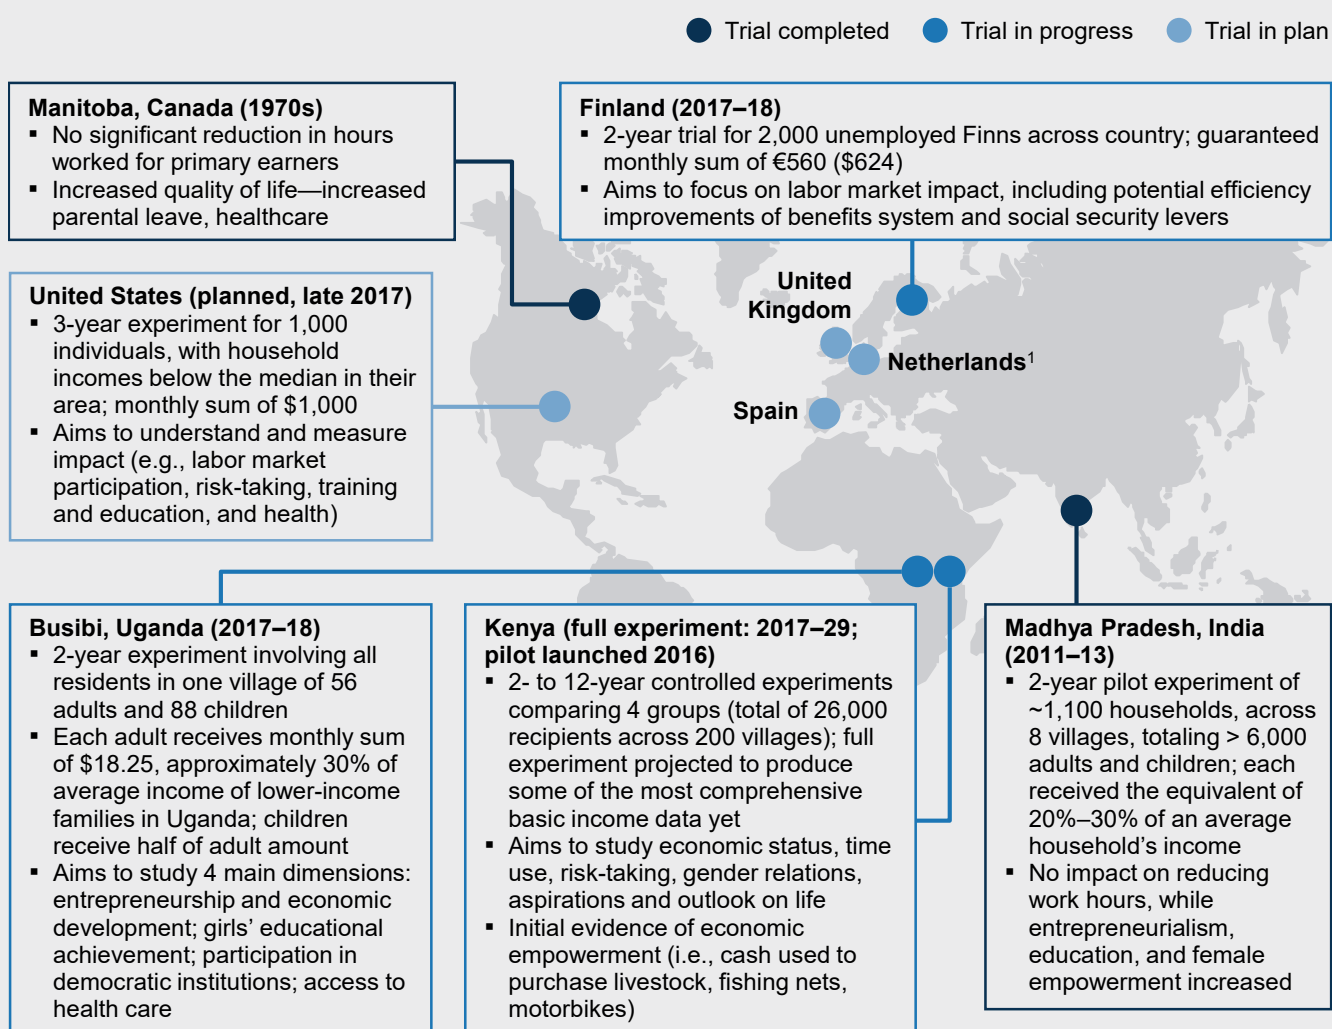 Trial completed
Trial in progress
Trial in plan
Manitoba, Canada (1970s)
▪ No significant reduction in hours
worked for primary earners
▪ Increased quality of life—increased
parental leave, healthcare
Finland (2017–18)
▪ 2-year trial for 2,000 unemployed Finns across country; guaranteed
monthly sum of €560 ($624)
▪ Aims to focus on labor market impact, including potential efficiency
improvements of benefits system and social security levers
United States (planned, late 2017)
▪ 3-year experiment for 1,000
individuals, with household
incomes below the median in their
area; monthly sum of $1,000
▪ Aims to understand and measure
impact (e.g., labor market
participation, risk-taking, training
and education, and health)
United
Kingdom
Netherlands¹
Spain
Busibi, Uganda (2017–18)
▪ 2-year experiment involving all
residents in one village of 56
adults and 88 children
▪ Each adult receives monthly sum
of $18.25, approximately 30% of
average income of lower-income
families in Uganda; children
receive half of adult amount
▪ Aims to study 4 main dimensions:
entrepreneurship and economic
development; girls’ educational
achievement; participation in
democratic institutions; access to
health care
Kenya (full experiment: 2017–29;
pilot launched 2016)
▪ 2- to 12-year controlled experiments
comparing 4 groups (total of 26,000
recipients across 200 villages); full
experiment projected to produce
some of the most comprehensive
basic income data yet
▪ Aims to study economic status, time
use, risk-taking, gender relations,
aspirations and outlook on life
▪ Initial evidence of economic
empowerment (i.e., cash used to
purchase livestock, fishing nets,
motorbikes)
Madhya Pradesh, India
(2011–13)
▪ 2-year pilot experiment of
~1,100 households, across
8 villages, totaling > 6,000
adults and children; each
received the equivalent of
20%–30% of an average
household’s income
▪ No impact on reducing
work hours, while
entrepreneurialism,
education, and female
empowerment increased